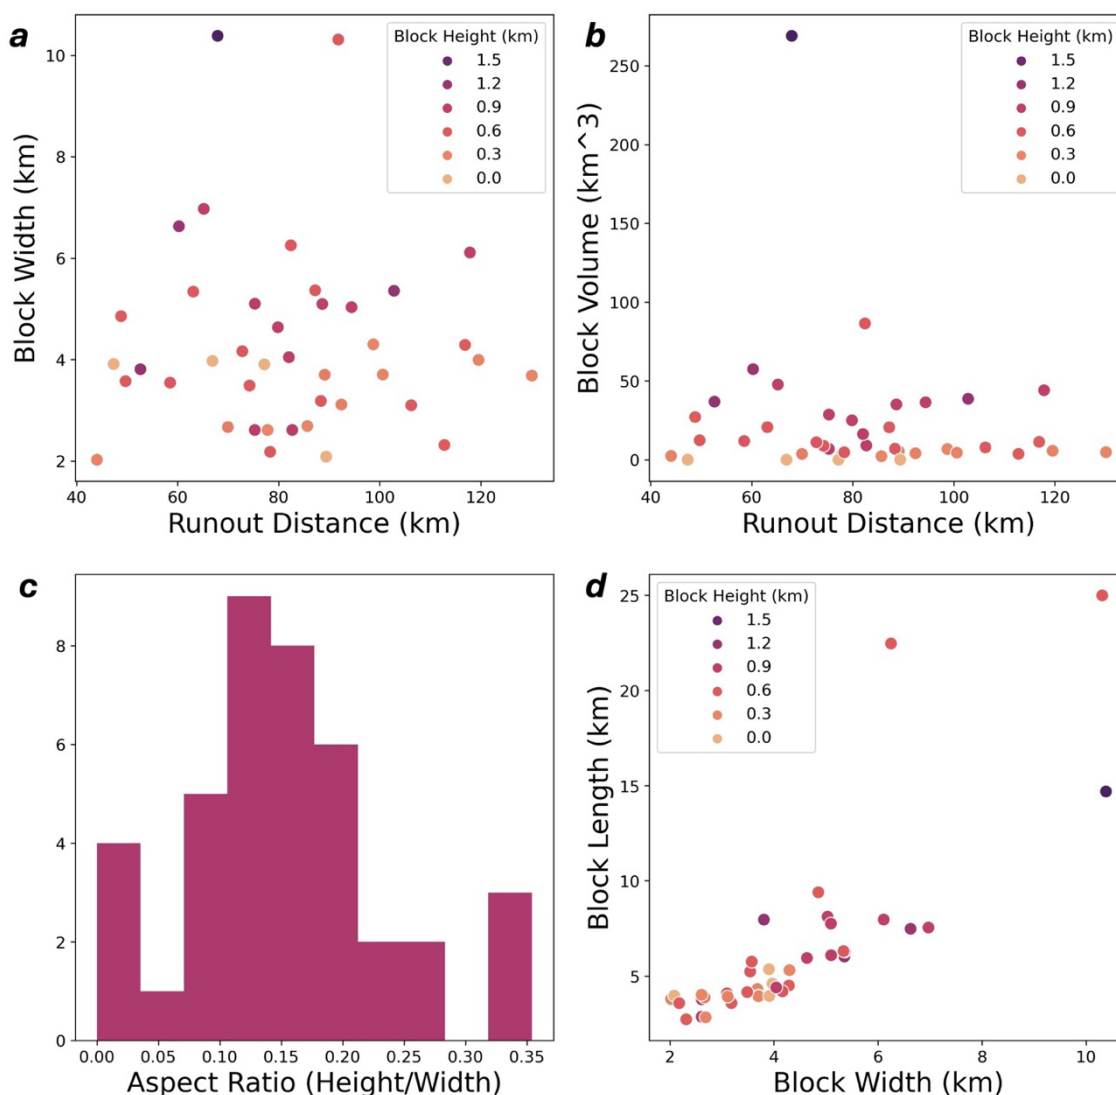 a
Block Width (km)
10
8
6
4
2
Block Height (km)
1.5
1.2
0.9
0.6
0.3
0.0
40 60 80 100 120
Runout Distance (km)
b
Block Volume (km^3)
250
200
150
100
50
0
Block Height (km)
1.5
1.2
0.9
0.6
0.3
0.0
40 60 80 100 120
Runout Distance (km)
c
8
6
4
2
0
0.00 0.05 0.10 0.15 0.20 0.25 0.30 0.35
Aspect Ratio (Height/Width)
d
Block Length (km)
25
20
15
10
5
Block Height (km)
1.5
1.2
0.9
0.6
0.3
0.0
2 4 6 8 10
Block Width (km)